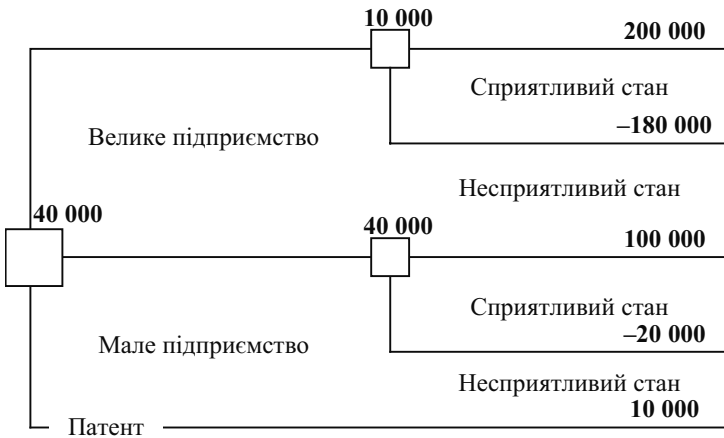 10 000
200 000
Сприятливий стан
–180 000
Велике підприємство
Несприятливий стан
40 000
40 000
100 000
Сприятливий стан
–20 000
Мале підприємство
Несприятливий стан
10 000
Патент